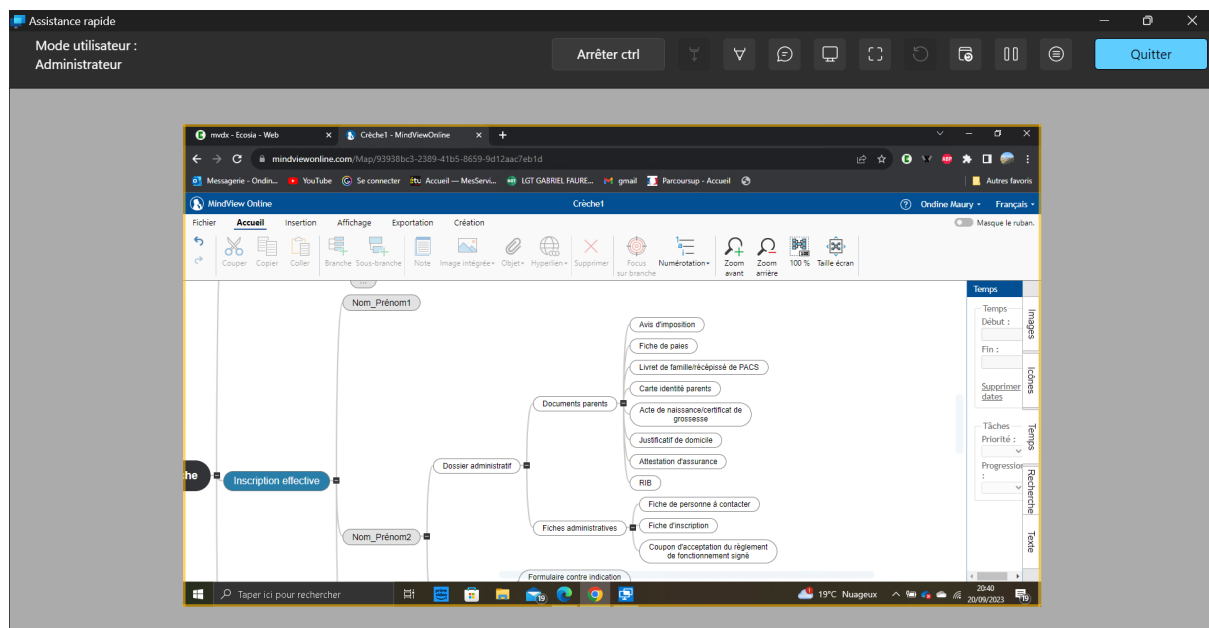 Assistance rapide
Mode utilisateur :
Administrateur
Arrêter ctrl
Quitter
mvdx - Ecosia - Web
Crèche1 - MindViewOnline
mindviewonline.com/Map/93938bc3-2389-41b5-8659-9d12aac7eb1d
Messagerie - Ondin...
YouTube
Se connecter
Accueil — MesServi...
LGT GABRIEL FAURE...
gmail
Parcoursup - Accueil
Autres favoris
MindView Online
Crèche1
Ondine Maury
Français
Fichier
Accueil
Insertion
Affichage
Exportation
Création
Masque le ruban.
Couper
Copier
Coller
Branche
Sous-branche
Note
Image intégrée
Objet
Hyperlien
Supprimer
Focus
sur branche
Numérotation
Zoom
avant
Zoom
arrière
100 %
Taille écran
Nom_Prénom1
Avis d'imposition
Fiche de paies
Livret de famille/récépissé de PACS
Carte identité parents
Documents parents
Acte de naissance/certificat de
grossesse
Justificatif de domicile
Attestation d'assurance
RIB
Dossier administratif
he
Inscription effective
Fiche de personne à contacter
Fiches administratives
Fiche d'inscription
Coupon d'acceptation du règlement
de fonctionnement signé
Nom_Prénom2
Formulaire contre indication
Temps
Temps
Début :
Fin :
Supprimer
dates
Tâches
Priorité :
Progression
:
Images
Icônes
Temps
Recherche
Texte
Taper ici pour rechercher
19
19°C Nuageux
20:40
20/09/2023
19